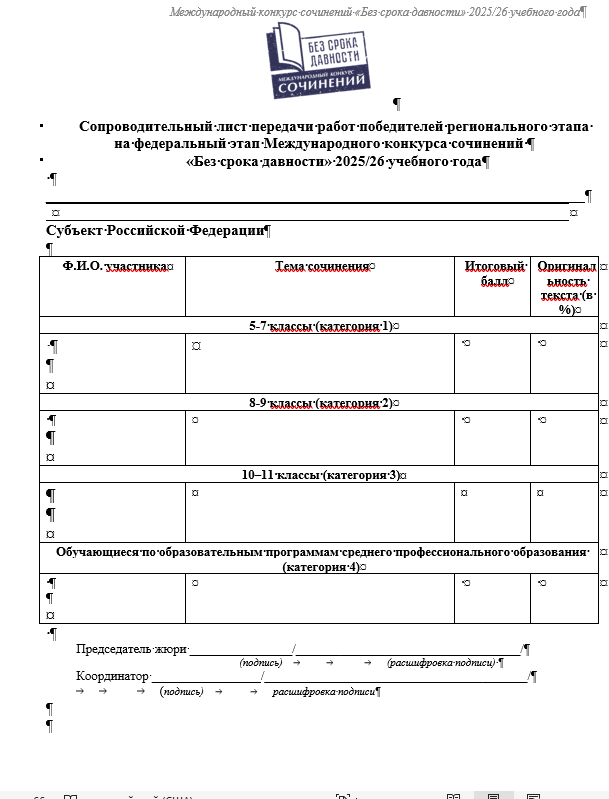 Международный конкурс сочинений «Без срока давности» 2025/26 учебного года
БЕЗ СРОКА
ДАВНОСТИ
МЕЖДУНАРОДНЫЙ КОНКУРС
СОЧИНЕНИЙ
Сопроводительный лист передачи работ победителей регионального этапа
на федеральный этап Международного конкурса сочинений
«Без срока давности» 2025/26 учебного года
Субъект Российской Федерации
Ф.И.О. участника Тема сочинения Итоговый балл Оригинальность текста (в %)
5-7 классы (категория 1)
8-9 классы (категория 2)
10–11 классы (категория 3)
Обучающиеся по образовательным программам среднего профессионального образования
(категория 4)
Председатель жюри ________________/___________________________________/
(подпись) (расшифровка подписи)
Координатор _________________/________________________________________/
(подпись) расшифровка подписи